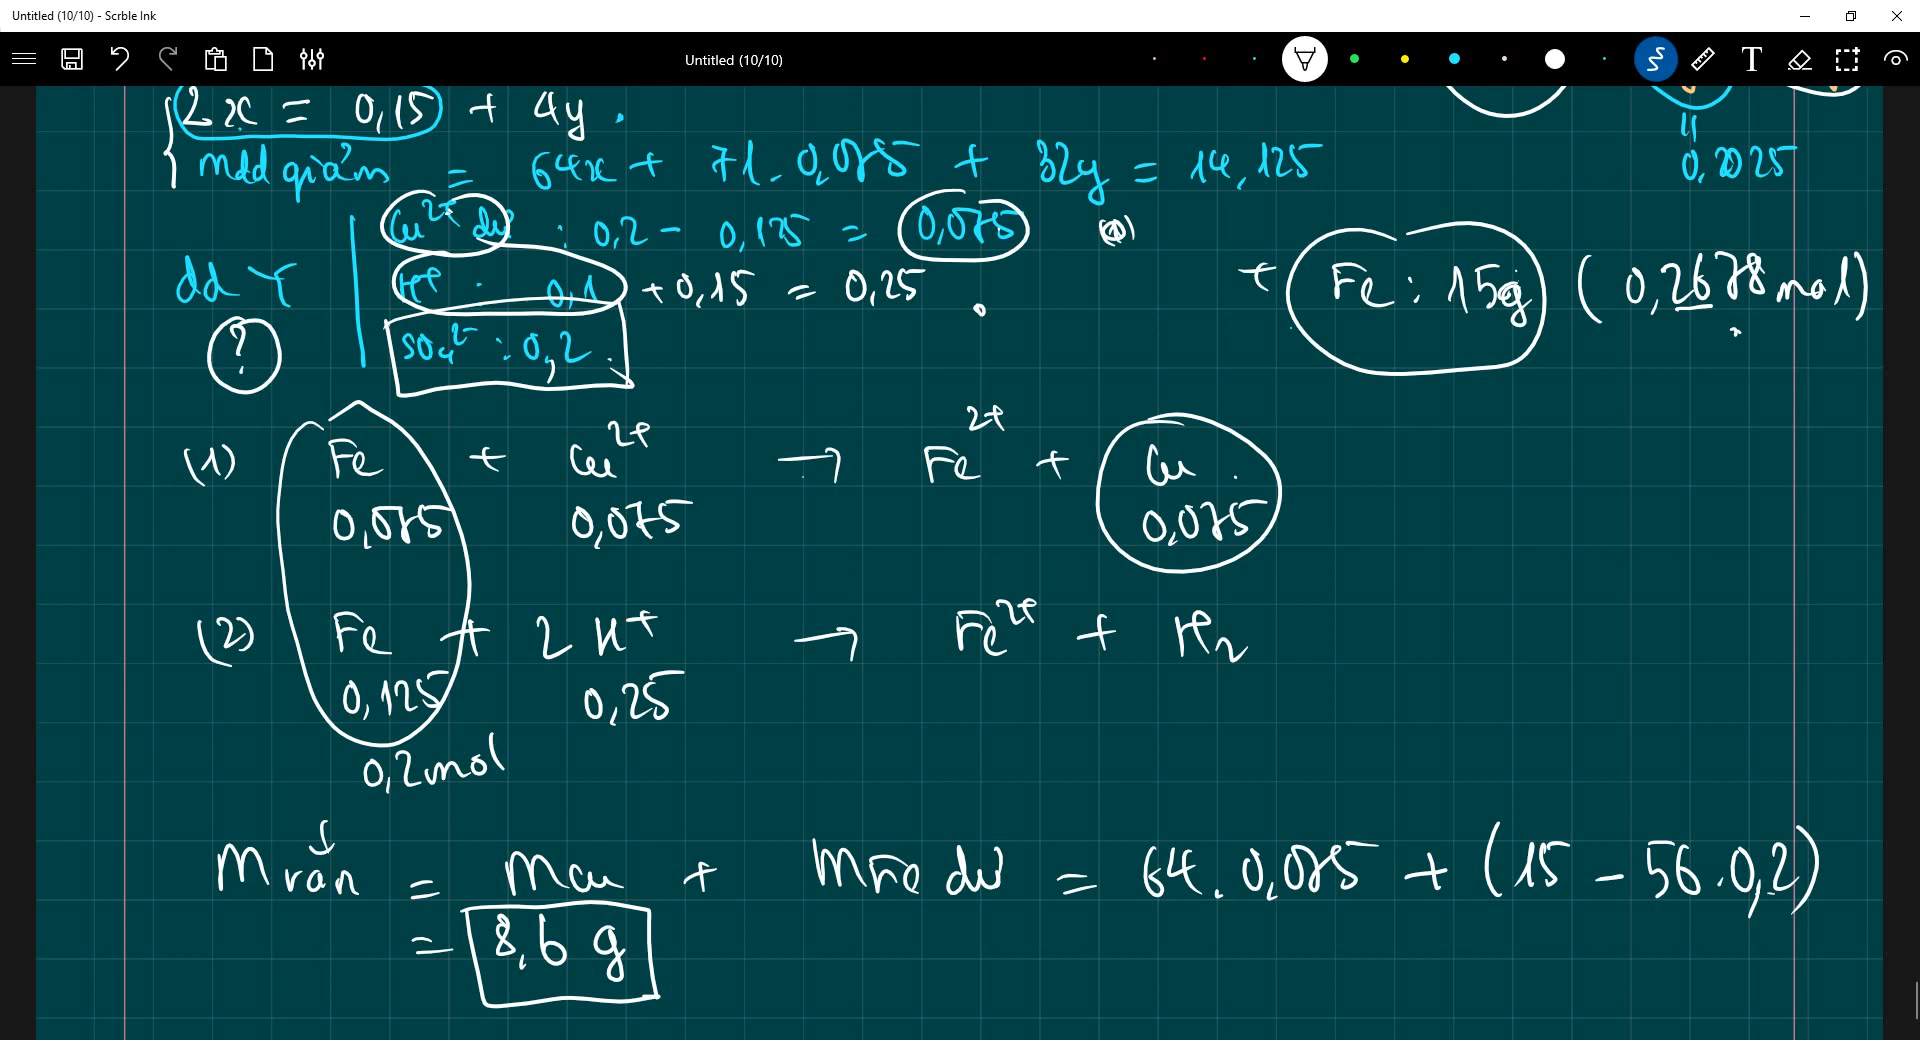 Untitled (10/10) - Scrble Ink
Untitled (10/10)
2x = 0,15 + 4y.
mdd giảm = 64x + 71.0,075 + 32y = 14,125
0,2025
Cu²⁺ dư : 0,2 - 0,125 = 0,075
dd Y
H⁺ : 0,1 + 0,15 = 0,25
+ Fe : 15g (0,2678 mol)
SO₄²⁻ : 0,2
?
(1) Fe + Cu²⁺ → Fe²⁺ + Cu
0,075 0,075 0,075
(2) Fe + 2H⁺ → Fe²⁺ + H₂
0,125 0,25
0,2 mol
m rắn = mCu + mFe dư = 64.0,075 + (15 - 56.0,2)
= 8,6 g